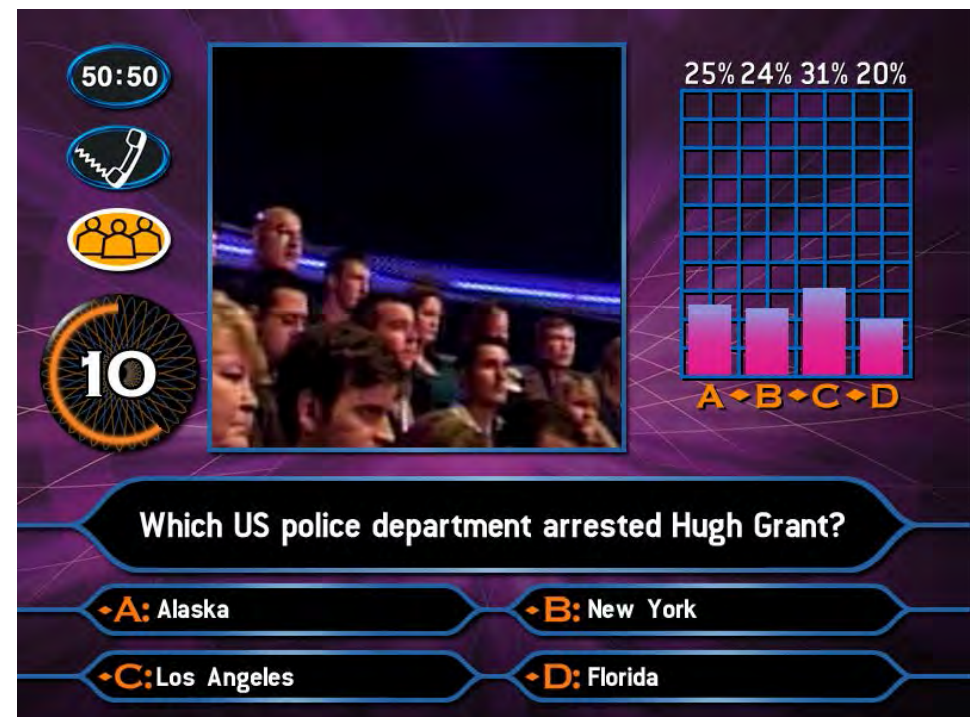 50:50
25% 24% 31% 20%
10
A B C D
Which US police department arrested Hugh Grant?
A: Alaska
B: New York
C: Los Angeles
D: Florida